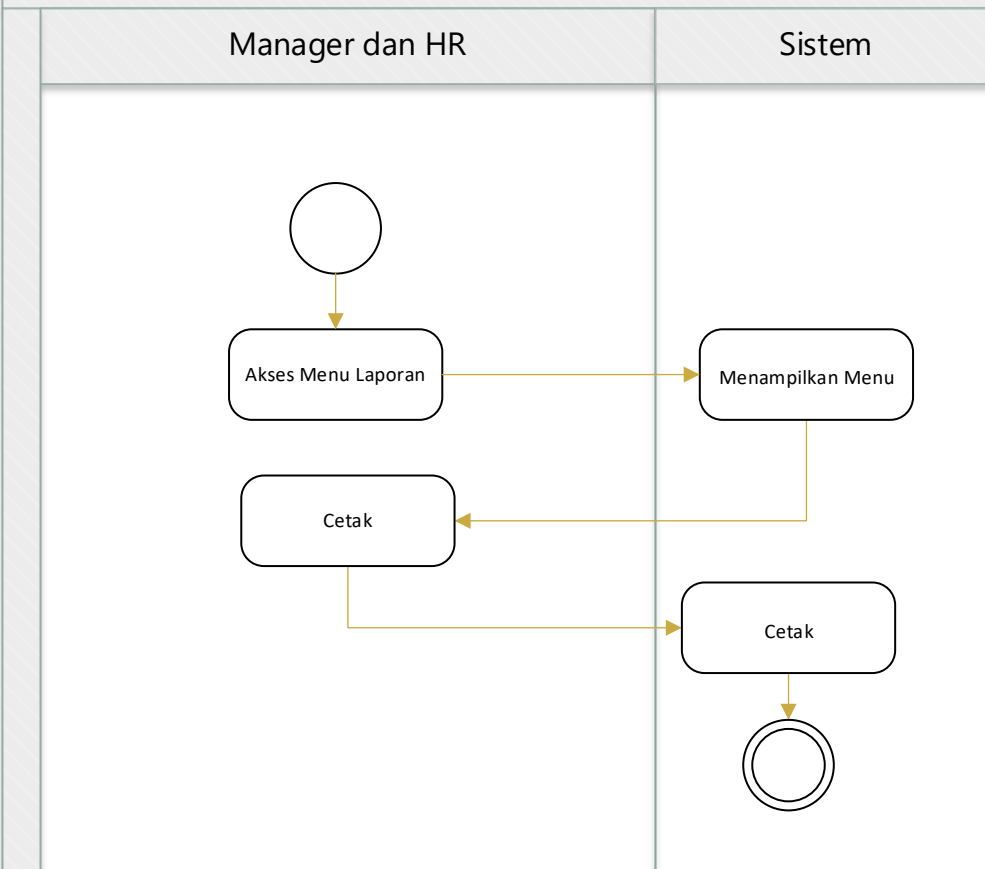 Manager dan HR
Sistem
Akses Menu Laporan
Menampilkan Menu
Cetak
Cetak